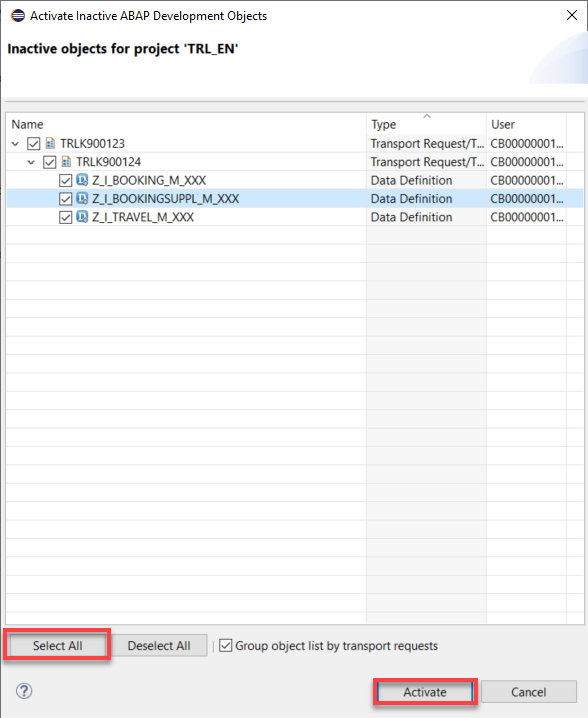 Activate Inactive ABAP Development Objects
Inactive objects for project 'TRL_EN'
Name Type User
TRLK900123 Transport Request/T... CB00000001...
TRLK900124 Transport Request/T... CB00000001...
Z_I_BOOKING_M_XXX Data Definition CB00000001...
Z_I_BOOKINGSUPPL_M_XXX Data Definition CB00000001...
Z_I_TRAVEL_M_XXX Data Definition CB00000001...
Select All Deselect All Group object list by transport requests
? Activate Cancel